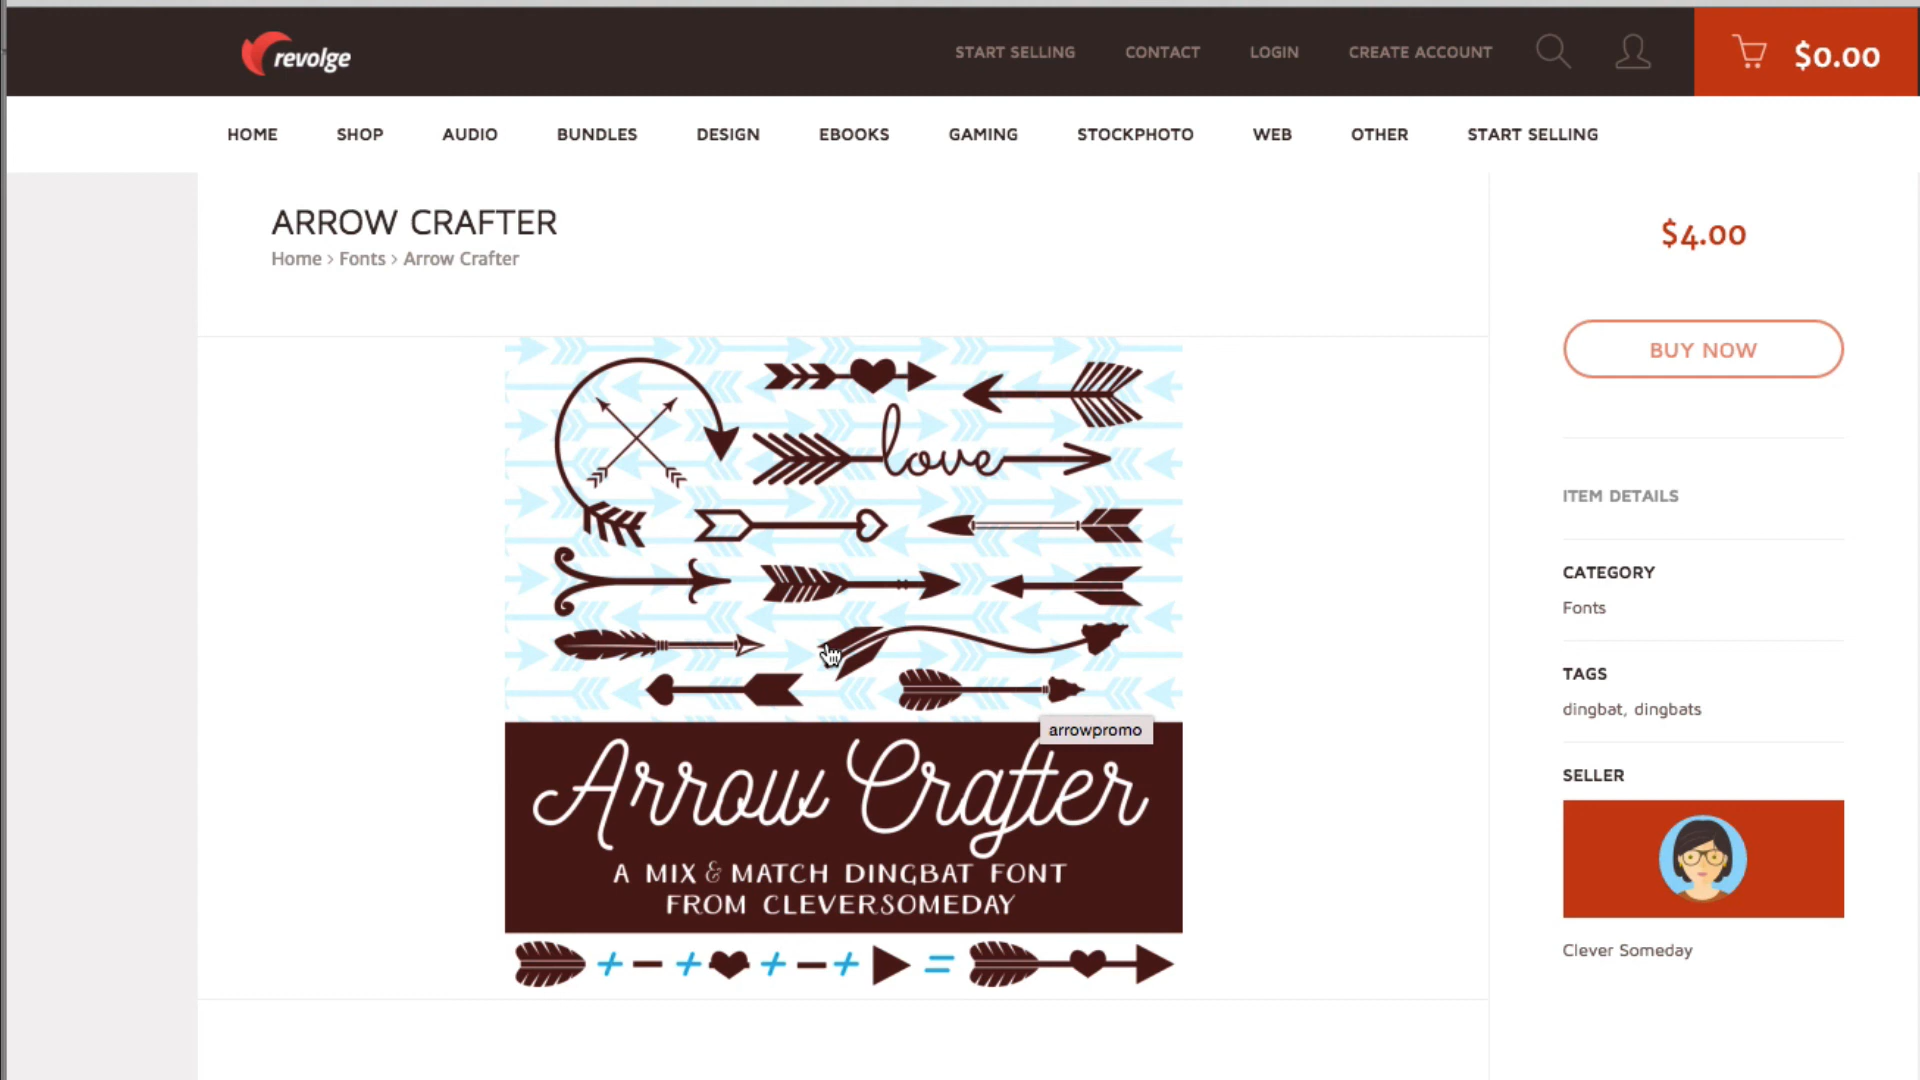 revolge
START SELLING CONTACT LOGIN CREATE ACCOUNT $0.00
HOME SHOP AUDIO BUNDLES DESIGN EBOOKS GAMING STOCKPHOTO WEB OTHER START SELLING
ARROW CRAFTER
Home > Fonts > Arrow Crafter
$4.00
BUY NOW
ITEM DETAILS
CATEGORY
Fonts
TAGS
dingbat, dingbats
SELLER
Clever Someday
love
arrowpromo
Arrow Crafter
A MIX & MATCH DINGBAT FONT
FROM CLEVERSOMEDAY
+ − + + − + =